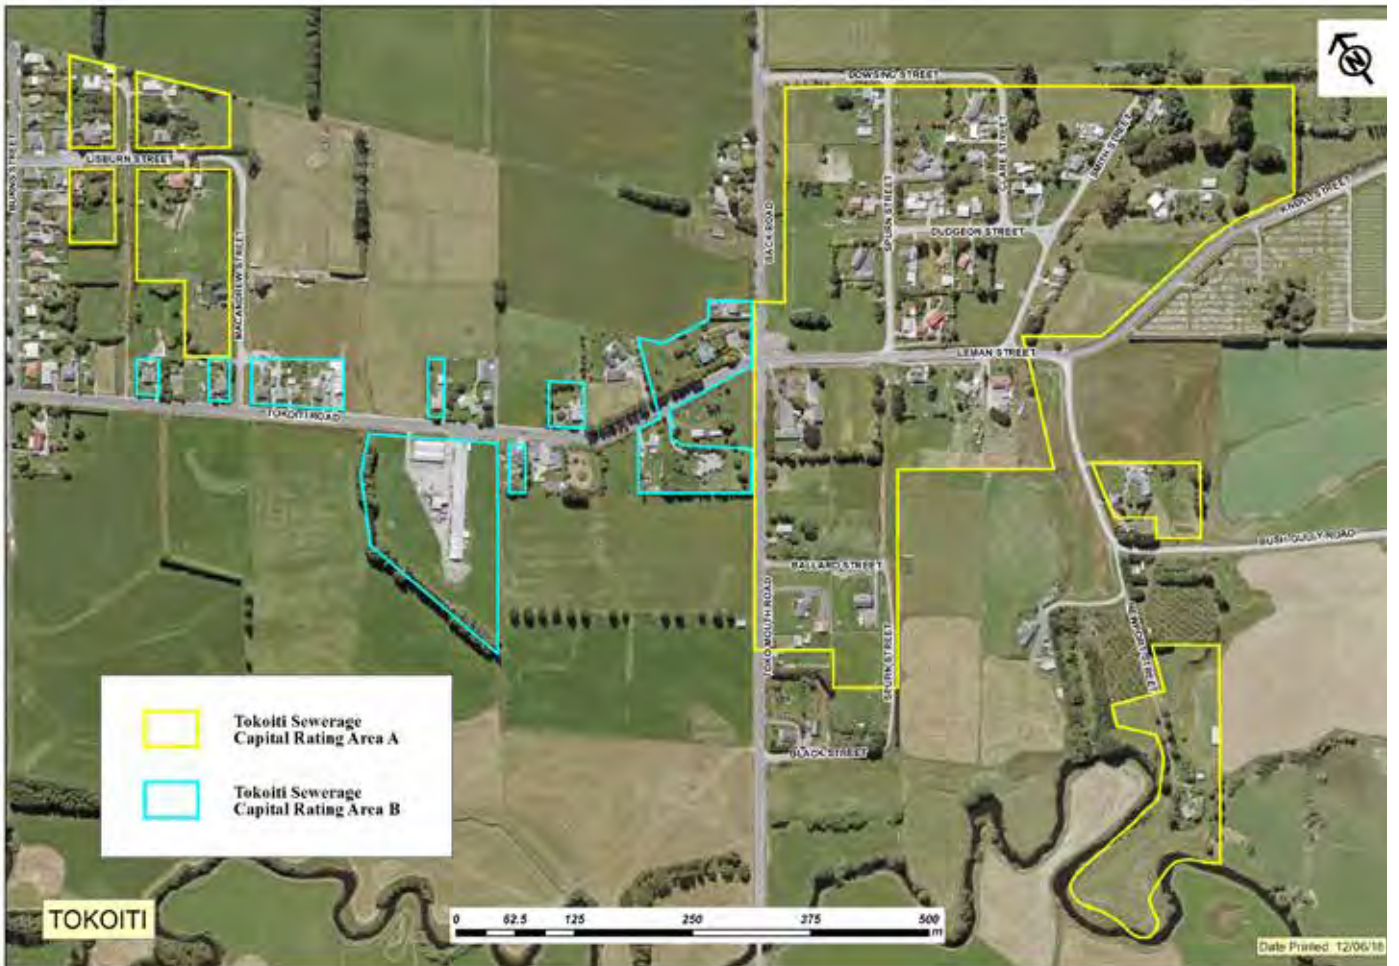 N
DOWSING STREET
BURNS STREET
LISBURN STREET
MACANDREW STREET
BACK ROAD
SPURN STREET
CLARE STREET
SMITH STREET
KNOLL STREET
DUDGEON STREET
LEMAN STREET
TOKOITI ROAD
BUSH GULLY ROAD
BALLARD STREET
TOKO MOUTH ROAD
SPURN STREET
BLACK STREET
Tokoiti Sewerage
Capital Rating Area A
Tokoiti Sewerage
Capital Rating Area B
TOKOITI
0 62.5 125 250 375 500
m
Date Printed: 12/06/18